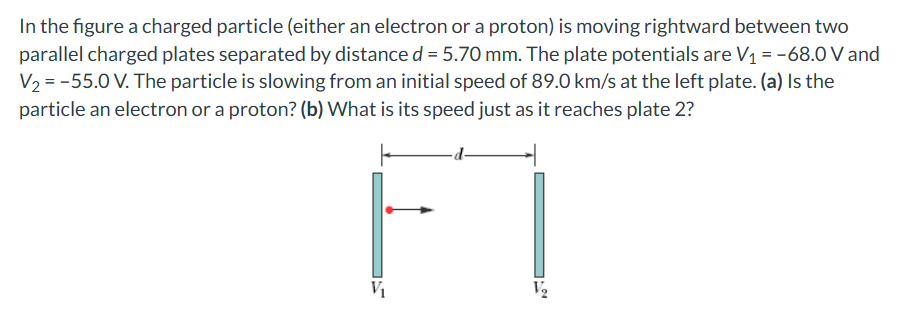 In the figure a charged particle (either an electron or a proton) is moving rightward between two
parallel charged plates separated by distance d = 5.70 mm. The plate potentials are V₁ = −68.0 V and
V₂ = −55.0 V. The particle is slowing from an initial speed of 89.0 km/s at the left plate. (a) Is the
particle an electron or a proton? (b) What is its speed just as it reaches plate 2?
d
V₁ V₂